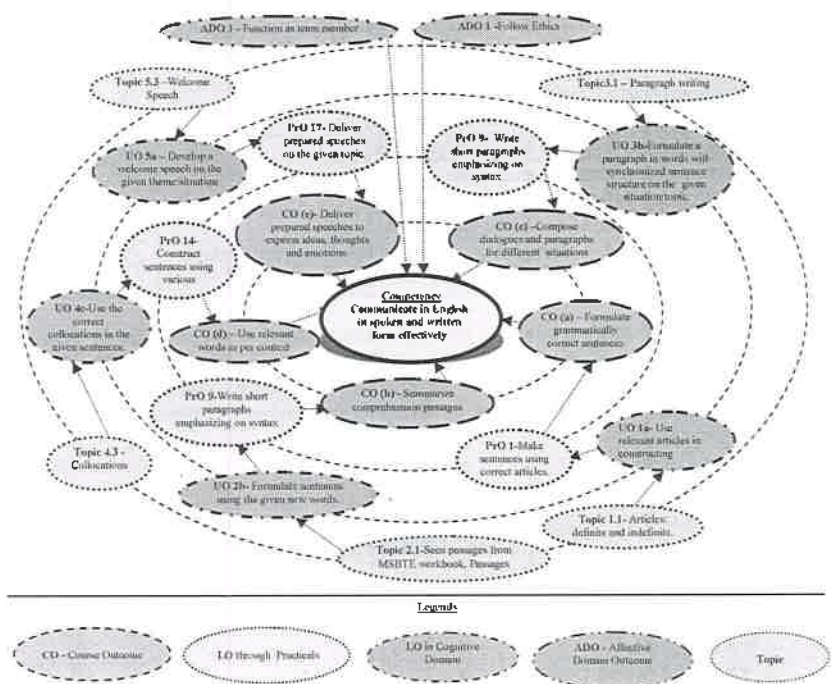 ADO 3 - Function as team member
ADO 1 -Follow Ethics
Topic 5.3 -Welcome
Speech
Topic3.1 – Paragraph writing
PrO 17- Deliver
prepared speeches
on the given topic
PrO 9- Write
short paragraphs
emphasizing on
syntax
UO 5a – Develop a
welcome speech on the
given theme/situation
UO 3b-Formulate a
paragraph in words with
synchronized sentence
structure on the given
situation/topic.
CO (e)- Deliver
prepared speeches to
express ideas, thoughts
and emotions
CO (c) -Compose
dialogues and paragraphs
for different situations
PrO 14-
Construct
sentences using
various
Competency
Communicate in English
in spoken and written
form effectively
UO 4c-Use the
correct
collocations in the
given sentences.
CO (d) – Use relevant
words as per context
CO (a) – Formulate
grammatically
correct sentences
PrO 9-Write short
paragraphs
emphasizing on syntax
CO (b) - Summarize
comprehension passages
UO 1a- Use
relevant articles in
constructing
Topic 4.3 -
Collocations
PrO 1-Make
sentences using
correct articles.
UO 2b- Formulate sentences
using the given new words.
Topic 1.1- Articles:
definite and indefinite.
Topic 2.1-Seen passages from
MSBTE workbook, Passages
Legends
CO - Course Outcome
LO through Practicals
LO in Cognitive
Domain
ADO - Affective
Domain Outcome
Topic